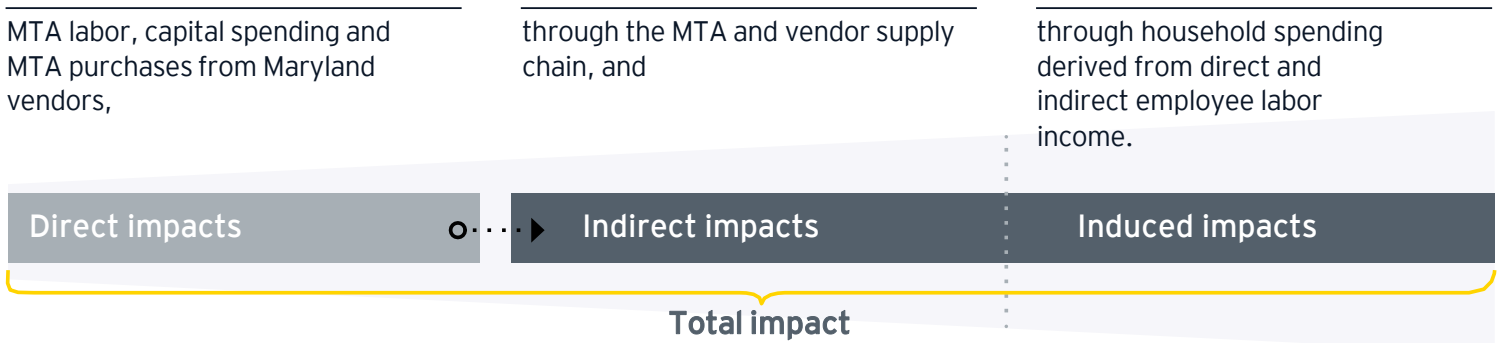 MTA labor, capital spending and
MTA purchases from Maryland
vendors,
through the MTA and vendor supply
chain, and
through household spending
derived from direct and
indirect employee labor
income.
Direct impacts
Indirect impacts
Induced impacts
Total impact